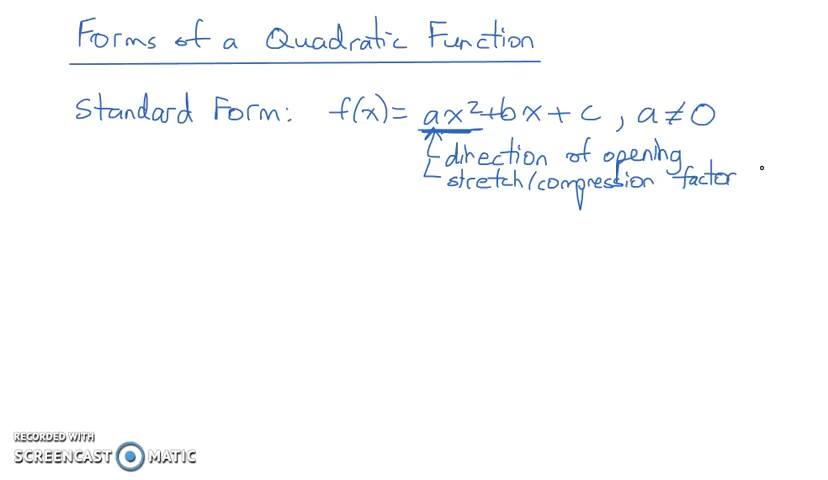 Forms of a Quadratic Function
Standard Form: f(x) = ax²+bx+c, a≠0
direction of opening
stretch/compression factor
RECORDED WITH
SCREENCAST MATIC